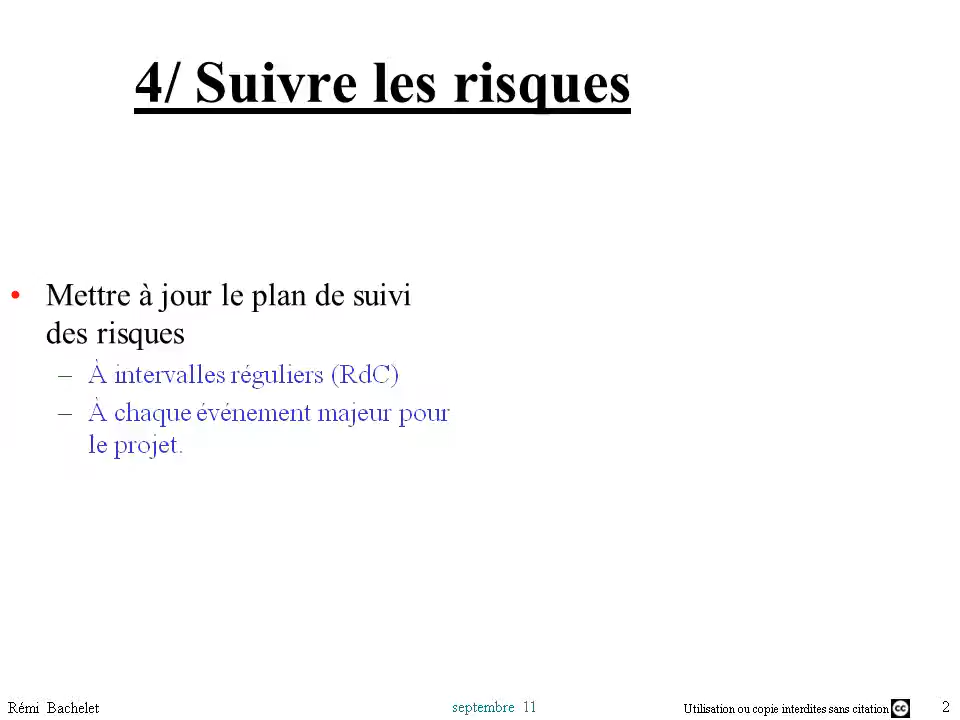 4/ Suivre les risques
• Mettre à jour le plan de suivi
des risques
– À intervalles réguliers (RdC)
– À chaque événement majeur pour
le projet.
Rémi Bachelet septembre 11 Utilisation ou copie interdites sans citation cc 2